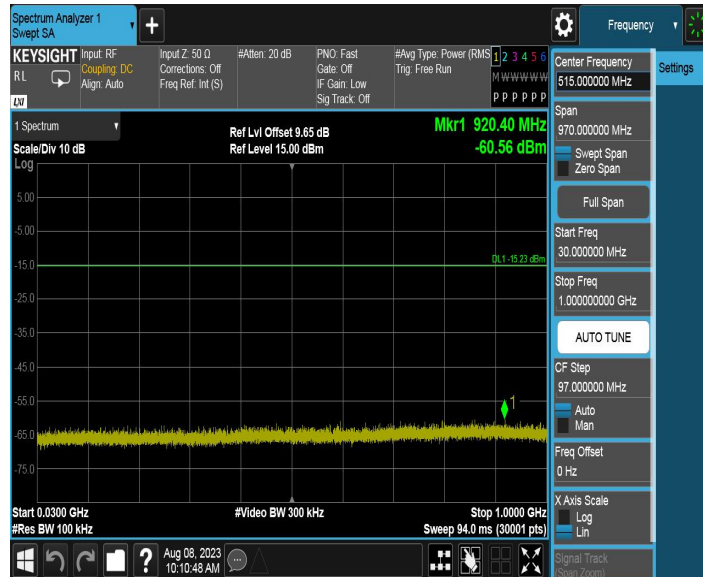 Spectrum Analyzer 1
Swept SA
+
Frequency
KEYSIGHT
RL
LXI
Input: RF
Coupling: DC
Align: Auto
Input Z: 50 Ω
Corrections: Off
Freq Ref: Int (S)
#Atten: 20 dB
PNO: Fast
Gate: Off
IF Gain: Low
Sig Track: Off
#Avg Type: Power (RMS
Trig: Free Run
1 2 3 4 5 6
M W W W W W
P P P P P P
1 Spectrum
Scale/Div 10 dB
Log
Ref Lvl Offset 9.65 dB
Ref Level 15.00 dBm
Mkr1 920.40 MHz
-60.56 dBm
5.00
-5.00
-15.0
DL1 -15.23 dBm
-25.0
-35.0
-45.0
-55.0
1
-65.0
-75.0
Start 0.0300 GHz
#Res BW 100 kHz
#Video BW 300 kHz
Stop 1.0000 GHz
Sweep 94.0 ms (30001 pts)
?
Aug 08, 2023
10:10:48 AM
Center Frequency
515.000000 MHz
Span
970.000000 MHz
Swept Span
Zero Span
Full Span
Start Freq
30.000000 MHz
Stop Freq
1.000000000 GHz
AUTO TUNE
CF Step
97.000000 MHz
Auto
Man
Freq Offset
0 Hz
X Axis Scale
Log
Lin
Signal Track
(Span Zoom)
Settings